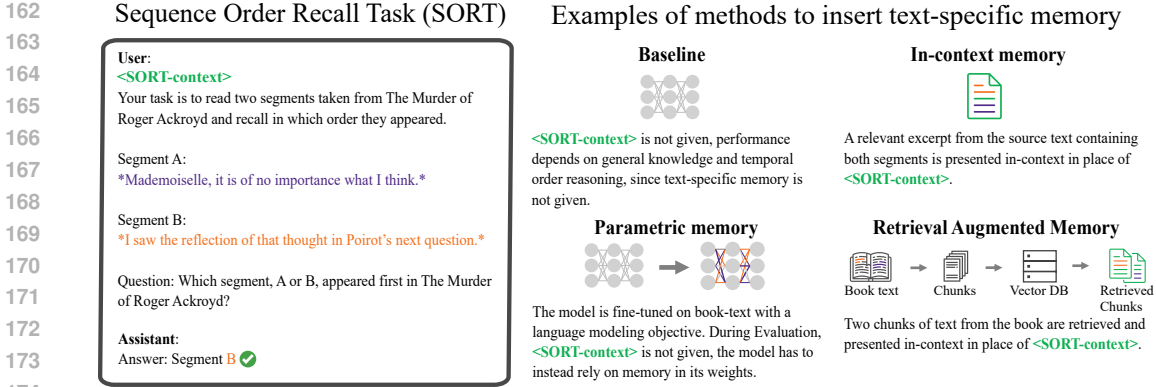 162
163
164
165
166
167
168
169
170
171
172
173
Sequence Order Recall Task (SORT)
User:
<SORT-context>
Your task is to read two segments taken from The Murder of
Roger Ackroyd and recall in which order they appeared.
Segment A:
*Mademoiselle, it is of no importance what I think.*
Segment B:
*I saw the reflection of that thought in Poirot's next question.*
Question: Which segment, A or B, appeared first in The Murder
of Roger Ackroyd?
Assistant:
Answer: Segment B
Examples of methods to insert text-specific memory
Baseline
<SORT-context> is not given, performance
depends on general knowledge and temporal
order reasoning, since text-specific memory is
not given.
In-context memory
A relevant excerpt from the source text containing
both segments is presented in-context in place of
<SORT-context>.
Parametric memory
The model is fine-tuned on book-text with a
language modeling objective. During Evaluation,
<SORT-context> is not given, the model has to
instead rely on memory in its weights.
Retrieval Augmented Memory
Book text
Chunks
Vector DB
Retrieved
Chunks
Two chunks of text from the book are retrieved and
presented in-context in place of <SORT-context>.